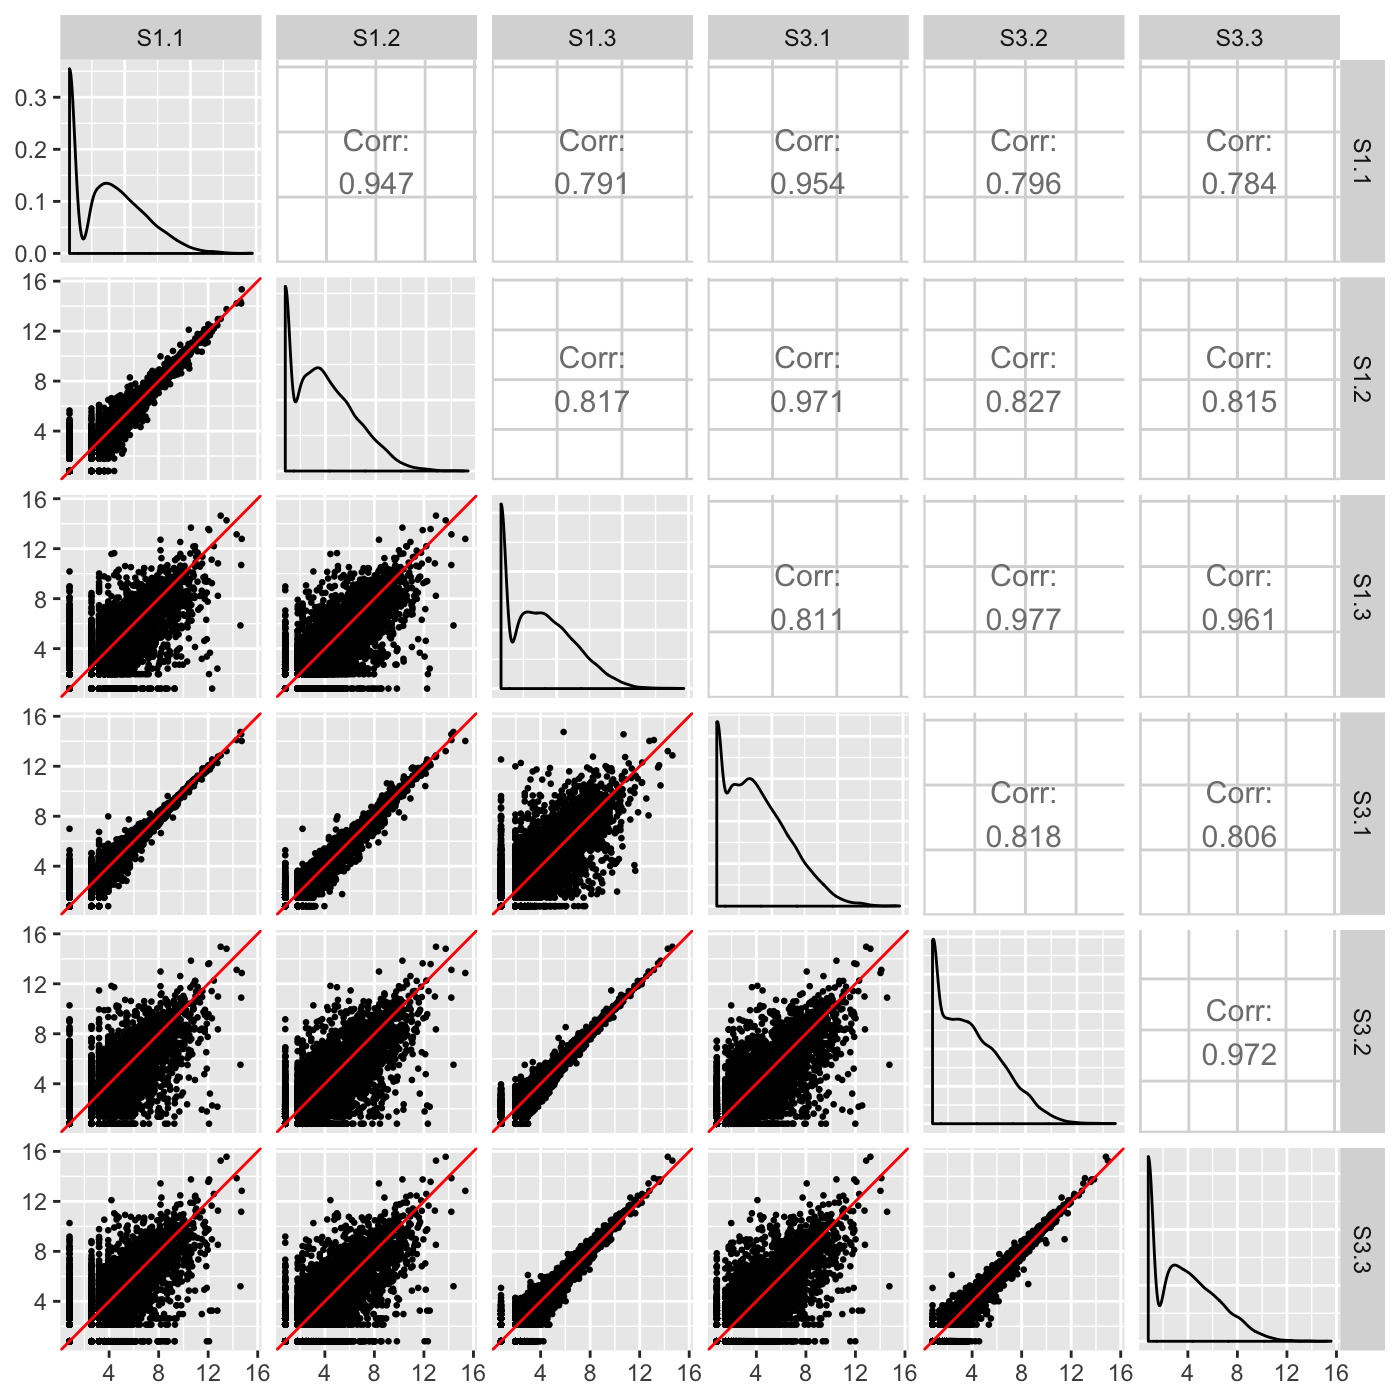 S1.1 S1.2 S1.3 S3.1 S3.2 S3.3
0.3
0.2
0.1
0.0
Corr:
0.947
Corr:
0.791
Corr:
0.954
Corr:
0.796
Corr:
0.784
S1.1
16
12
8
4
Corr:
0.817
Corr:
0.971
Corr:
0.827
Corr:
0.815
S1.2
16
12
8
4
Corr:
0.811
Corr:
0.977
Corr:
0.961
S1.3
16
12
8
4
Corr:
0.818
Corr:
0.806
S3.1
16
12
8
4
Corr:
0.972
S3.2
16
12
8
4
S3.3
4 8 12 16 4 8 12 16 4 8 12 16 4 8 12 16 4 8 12 16 4 8 12 16